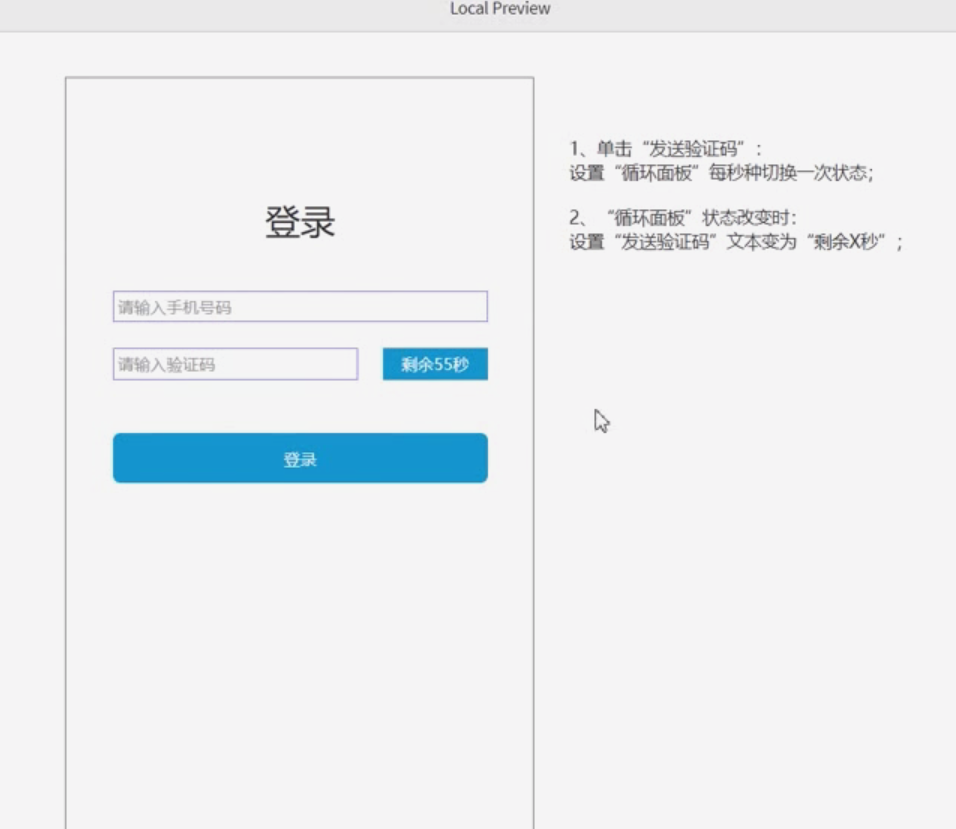 Local Preview
1、单击“发送验证码”：
设置“循环面板”每秒种切换一次状态；
2、“循环面板”状态改变时：
设置“发送验证码”文本变为“剩余X秒”；
登录
请输入手机号码
请输入验证码
剩余55秒
登录